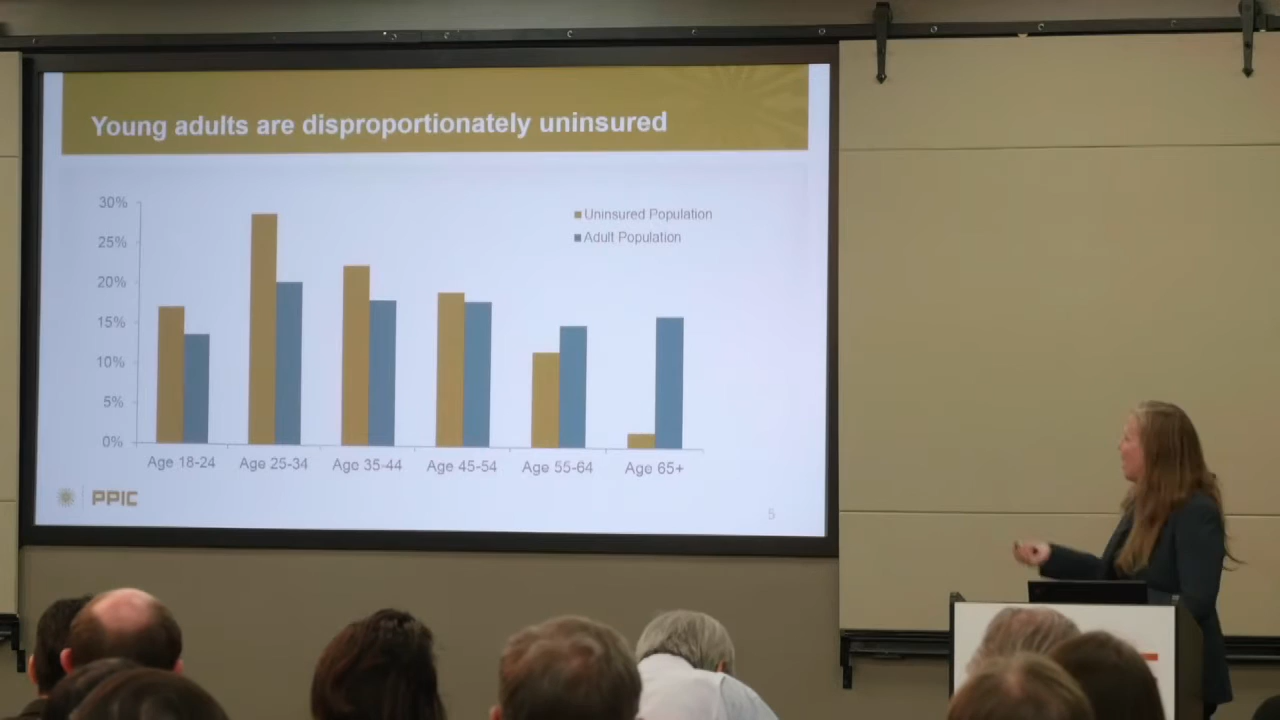 Young adults are disproportionately uninsured
30%
25%
20%
15%
10%
5%
0%
Uninsured Population
Adult Population
Age 18-24 Age 25-34 Age 35-44 Age 45-54 Age 55-64 Age 65+
PPIC
5